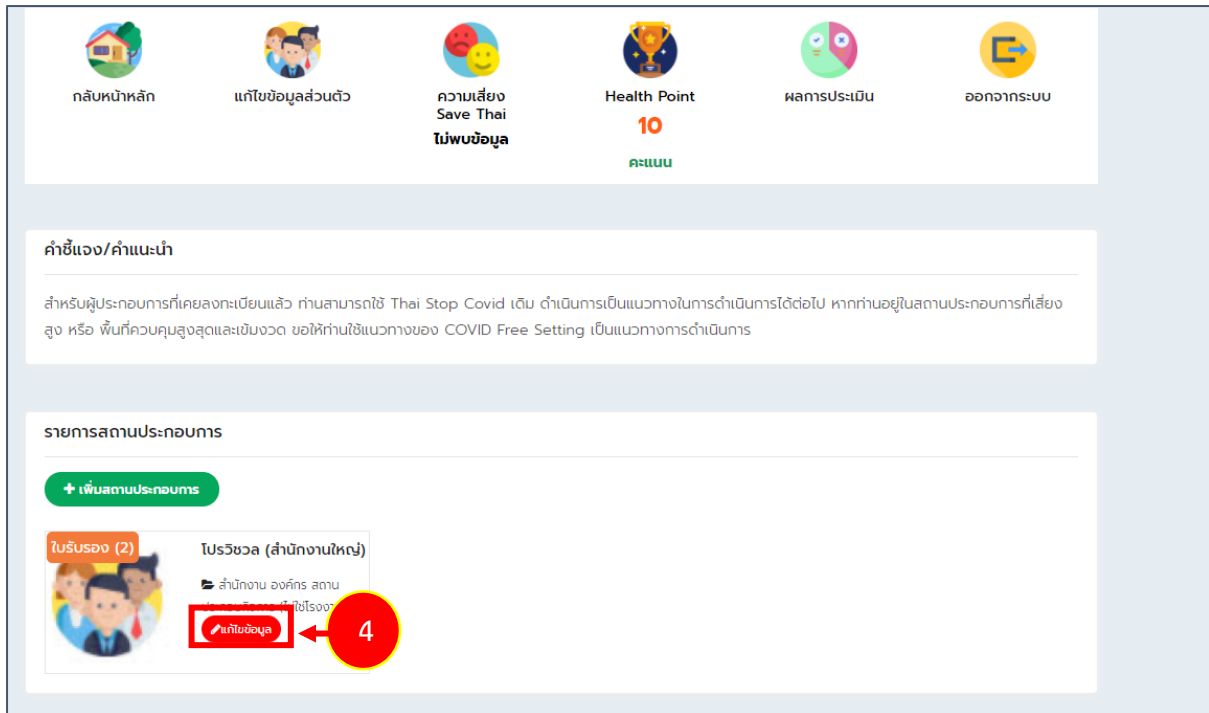 กลับหน้าหลัก
แก้ไขข้อมูลส่วนตัว
ความเสี่ยง
Save Thai
ไม่พบข้อมูล
Health Point
10
คะแนน
ผลการประเมิน
ออกจากระบบ
คำชี้แจง/คำแนะนำ
สำหรับผู้ประกอบการที่เคยลงทะเบียนแล้ว ท่านสามารถใช้ Thai Stop Covid เดิม ดำเนินการเป็นแนวทางในการดำเนินการได้ต่อไป หากท่านอยู่ในสถานประกอบการที่เสี่ยง
สูง หรือ พื้นที่ควบคุมสูงสุดและเข้มงวด ขอให้ท่านใช้แนวทางของ COVID Free Setting เป็นแนวทางการดำเนินการ
รายการสถานประกอบการ
+ เพิ่มสถานประกอบการ
ใบรับรอง (2)
โปรวิชวล (สำนักงานใหญ่)
สำนักงาน องค์กร สถาน
แก้ไขข้อมูล
4